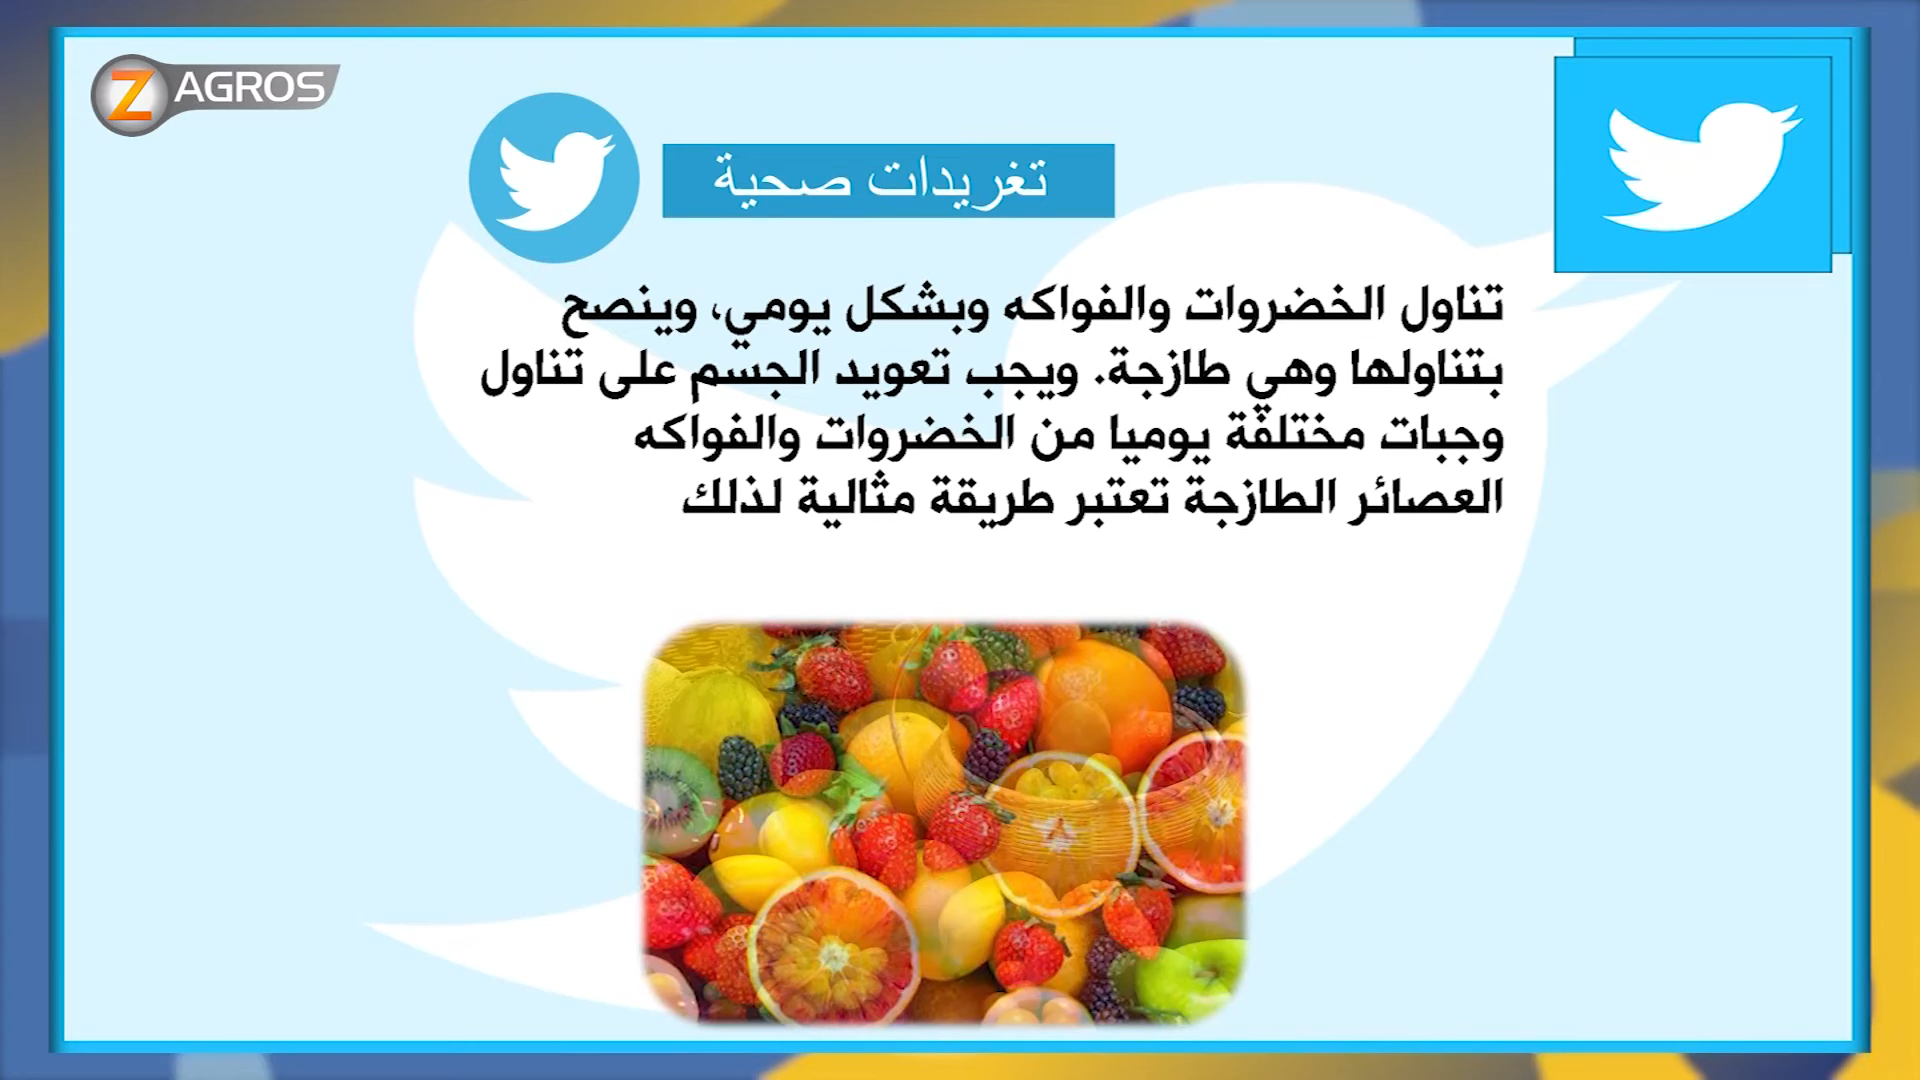 ZAGROS
تغريدات صحية
تناول الخضروات والفواكه وبشكل يومي، وينصح
بتناولها وهي طازجة. ويجب تعويد الجسم على تناول
وجبات مختلفة يوميا من الخضروات والفواكه
العصائر الطازجة تعتبر طريقة مثالية لذلك